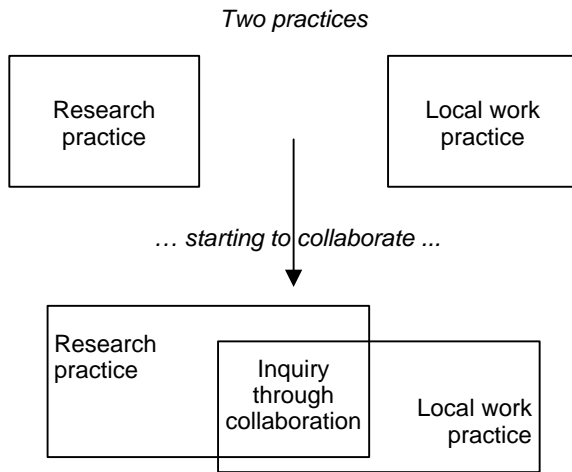 Two practices
Research
practice
Local work
practice
… starting to collaborate ...
Research
practice
Inquiry
through
collaboration
Local work
practice